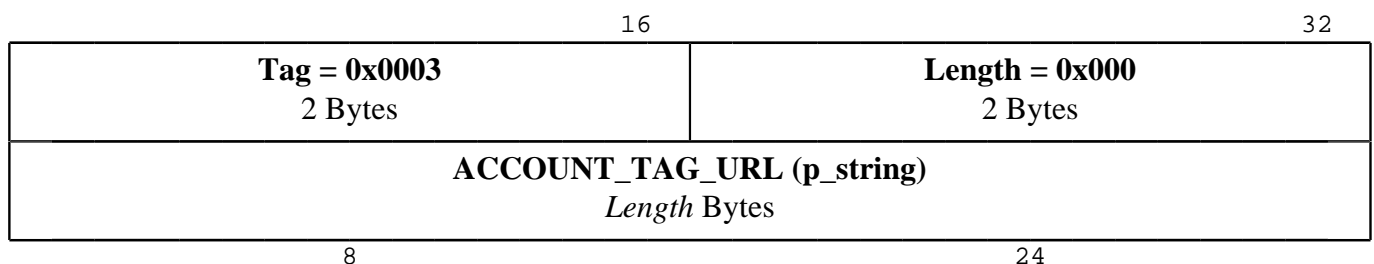 16 32
Tag = 0x0003 Length = 0x000
2 Bytes 2 Bytes
ACCOUNT_TAG_URL (p_string)
Length Bytes
8 24